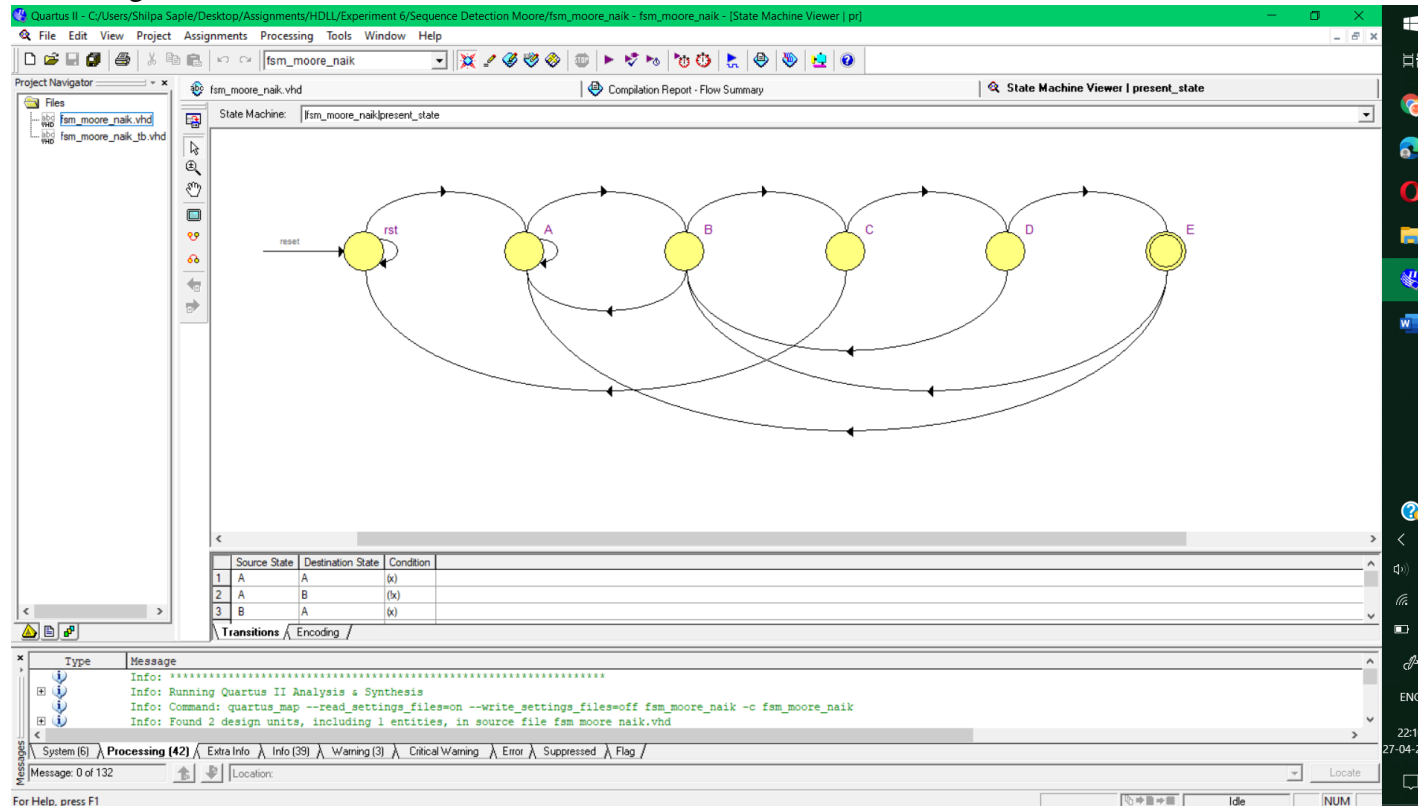 Quartus II - C:/Users/Shilpa Saple/Desktop/Assignments/HDLL/Experiment 6/Sequence Detection Moore/fsm_moore_naik - fsm_moore_naik - [State Machine Viewer | pr]
File Edit View Project Assignments Processing Tools Window Help
fsm_moore_naik
Project Navigator
fsm_moore_naik.vhd
Compilation Report - Flow Summary
State Machine Viewer | present_state
Files
fsm_moore_naik.vhd
fsm_moore_naik_tb.vhd
State Machine: |fsm_moore_naik|present_state
reset
rst A B C D E
Source State Destination State Condition
1 A A (x)
2 A B (!x)
3 B A (x)
Transitions Encoding
Type Message
Info: *******************************************************************
Info: Running Quartus II Analysis & Synthesis
Info: Command: quartus_map --read_settings_files=on --write_settings_files=off fsm_moore_naik -c fsm_moore_naik
Info: Found 2 design units, including 1 entities, in source file fsm_moore_naik.vhd
System (6) Processing (42) Extra Info Info (39) Warning (3) Critical Warning Error Suppressed Flag
Messages
Message: 0 of 132
Location:
Locate
For Help, press F1
Idle
NUM
ENG
22:1
27-04-2